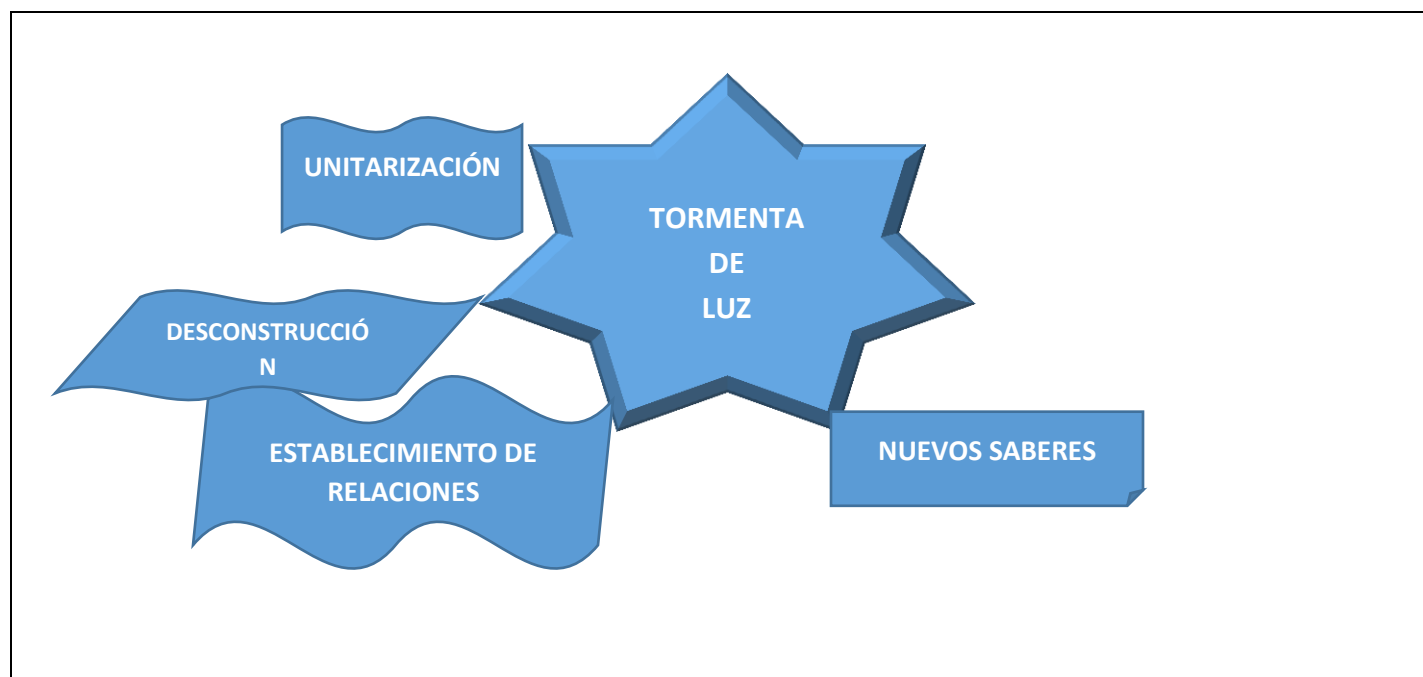 UNITARIZACIÓN
TORMENTA
DE
LUZ
DESCONSTRUCCIÓ
N
ESTABLECIMIENTO DE
RELACIONES
NUEVOS SABERES